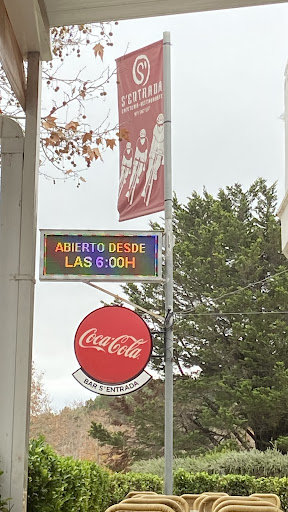 S'
S'ENTRADA
ABIERTO DESDE
LAS 6:00H
Coca-Cola
BAR S'ENTRADA